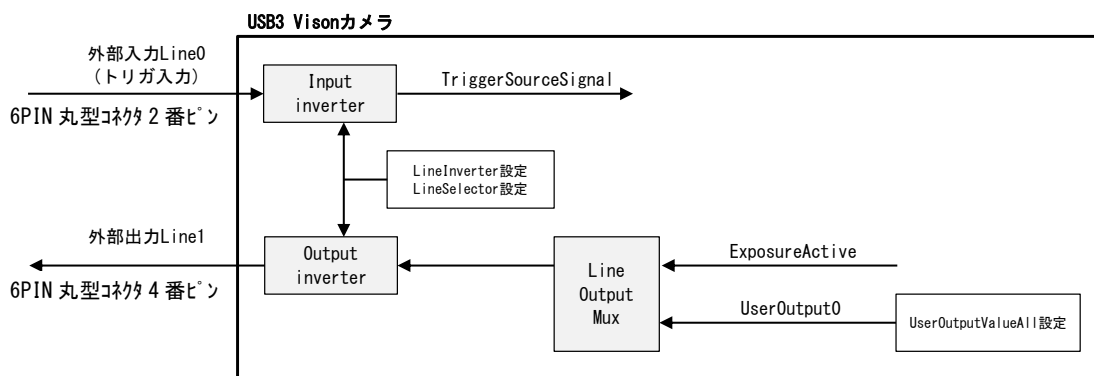 USB3 Visonカメラ
外部入力Line0
(トリガ入力)
6PIN 丸型ｺﾈｸﾀ 2 番ﾋﾟﾝ
Input
inverter
TriggerSourceSignal
LineInverter設定
LineSelector設定
外部出力Line1
6PIN 丸型ｺﾈｸﾀ 4 番ﾋﾟﾝ
Output
inverter
Line
Output
Mux
ExposureActive
UserOutput0
UserOutputValueAll設定